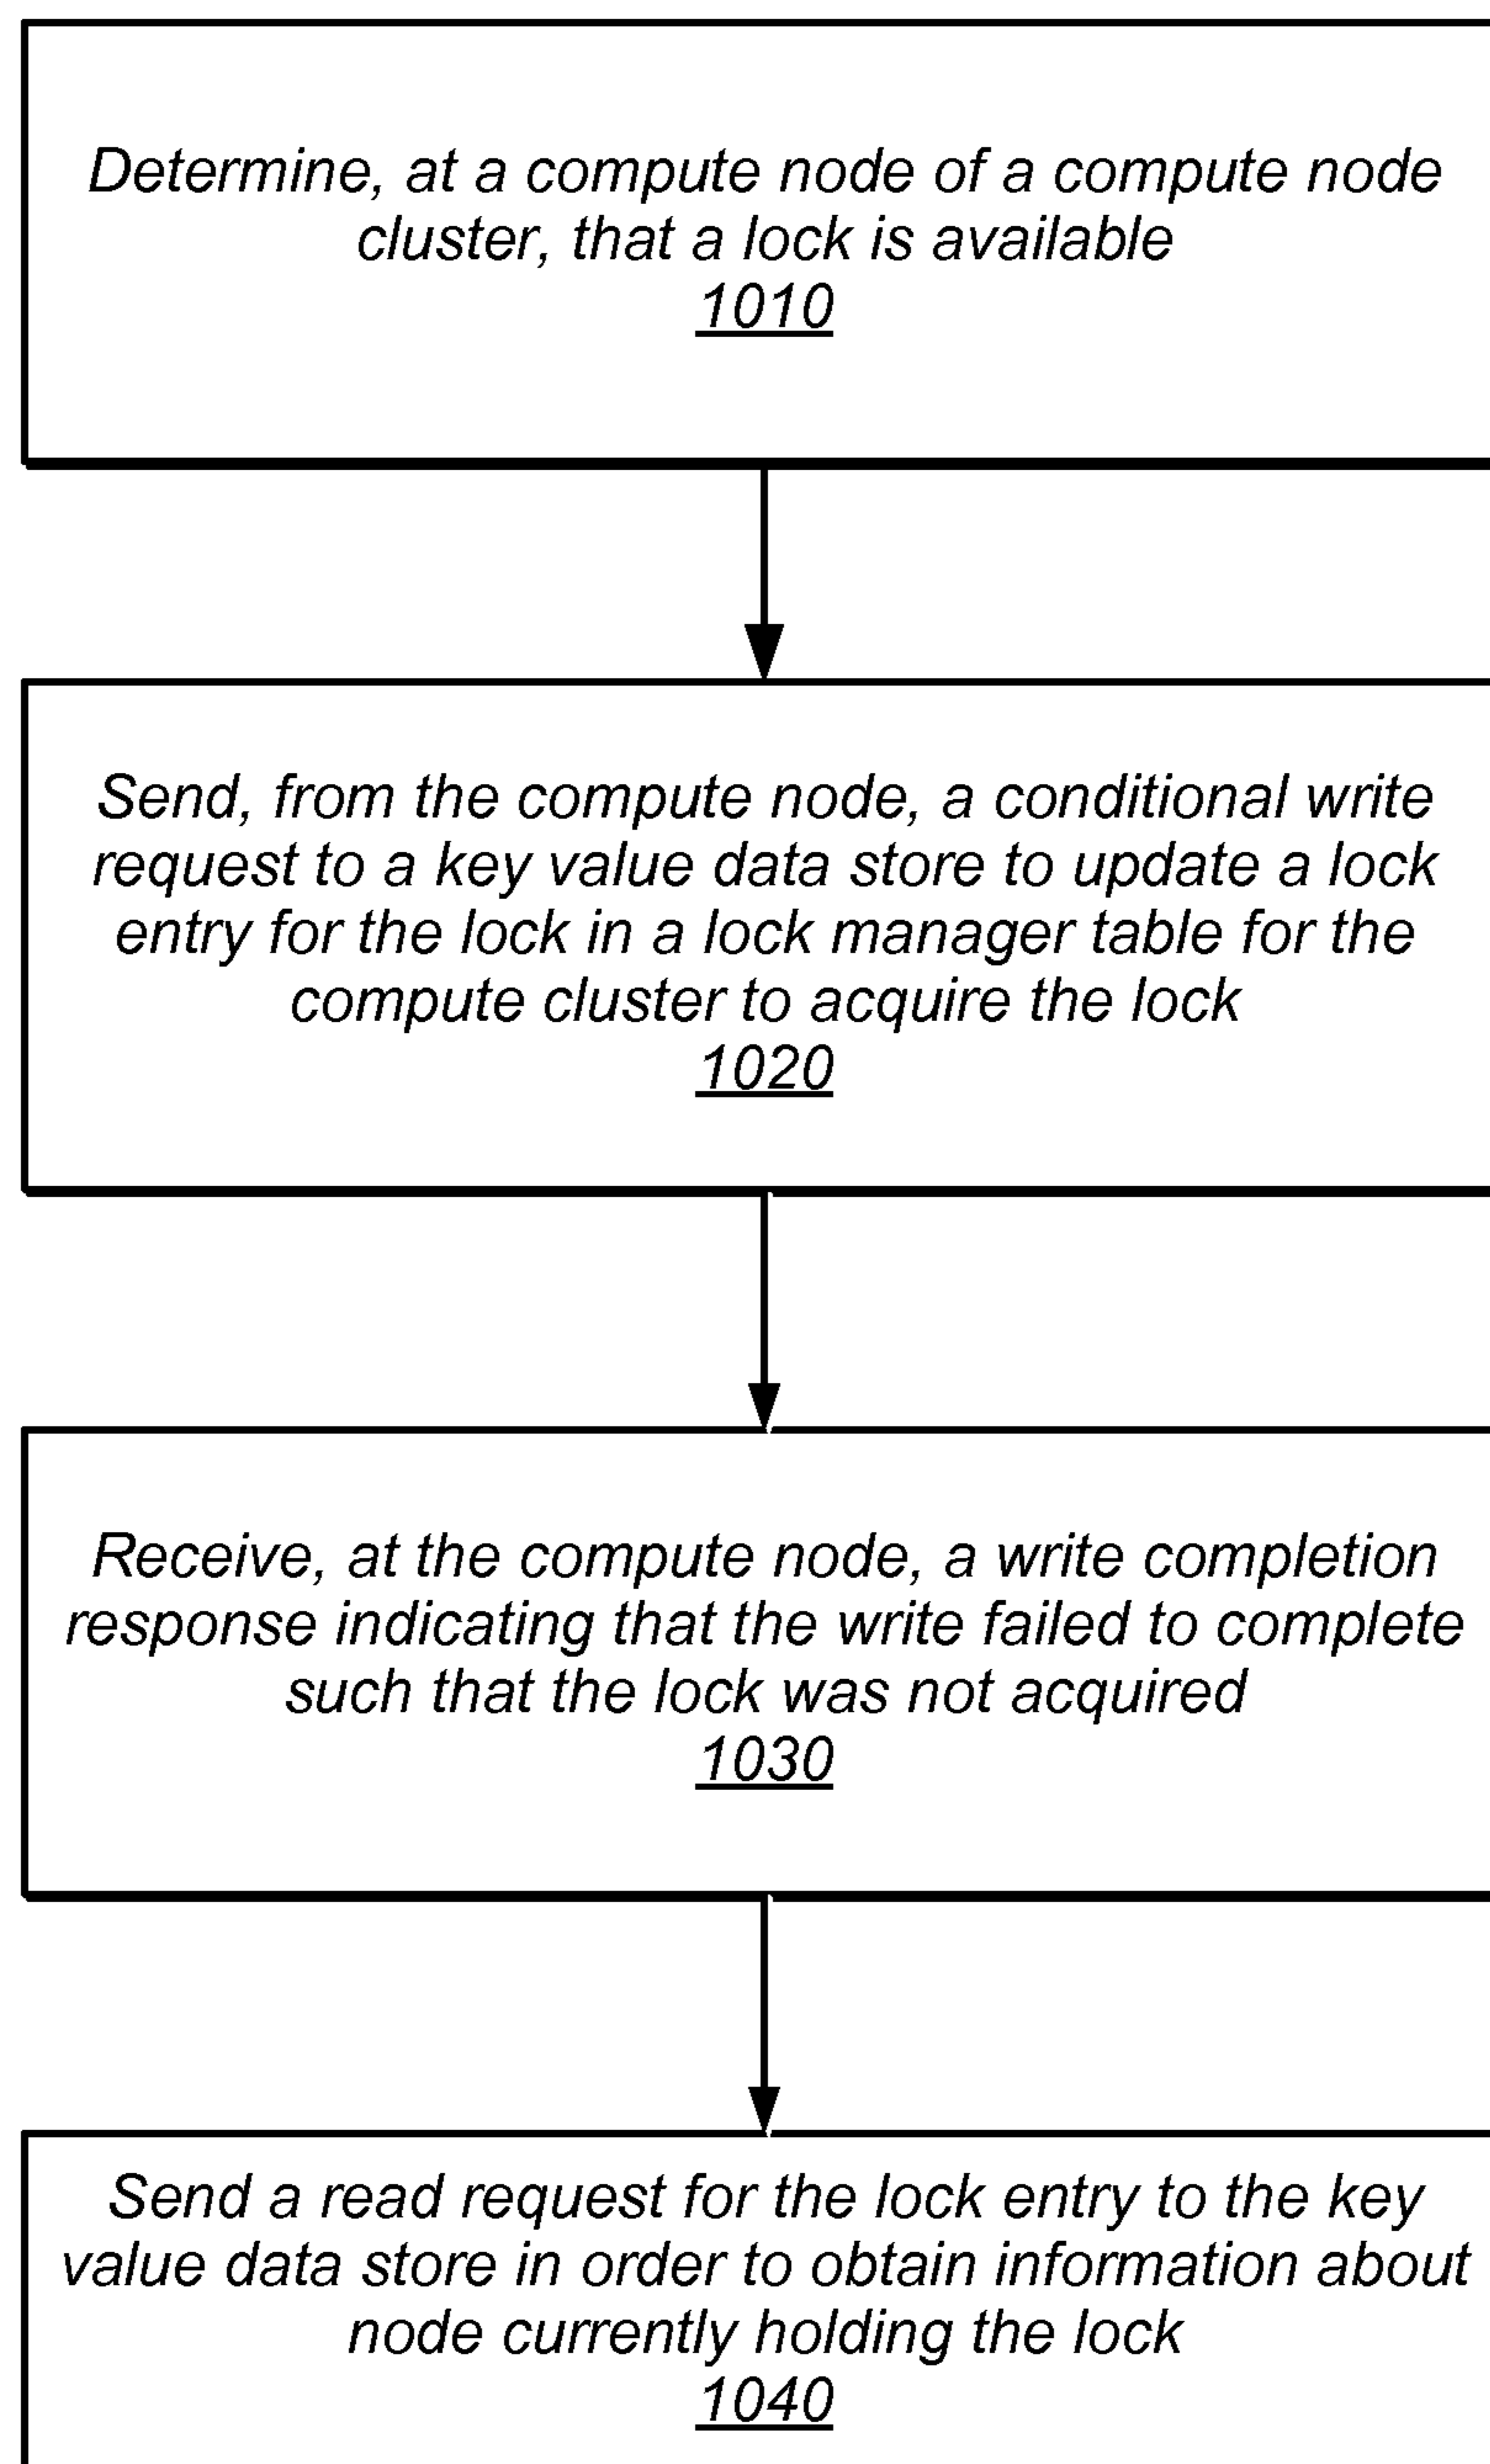 Determine, at a compute node of a compute node
cluster, that a lock is available
1010
Send, from the compute node, a conditional write
request to a key value data store to update a lock
entry for the lock in a lock manager table for the
compute cluster to acquire the lock
1020
Receive, at the compute node, a write completion
response indicating that the write failed to complete
such that the lock was not acquired
1030
Send a read request for the lock entry to the key
value data store in order to obtain information about
node currently holding the lock
1040